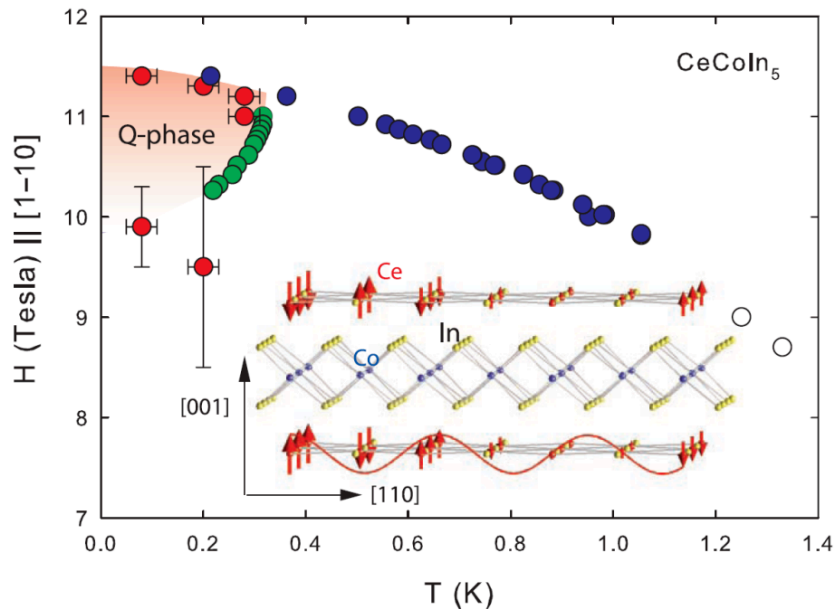 CeCoIn5
Q-phase
Ce
In
Co
[001]
[110]
H (Tesla) || [1−10]
12
11
10
9
8
7
0.0 0.2 0.4 0.6 0.8 1.0 1.2 1.4
T (K)